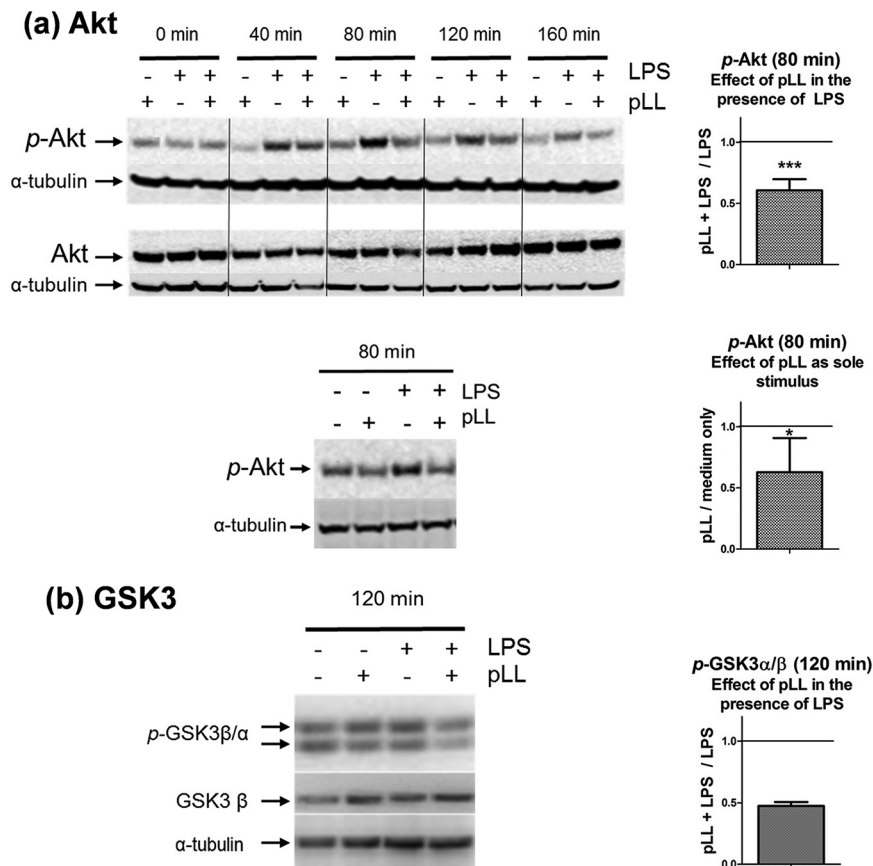 (a) Akt
0 min 40 min 80 min 120 min 160 min
- + + - + + - + + - + + - + + LPS
+ - + + - + + - + + - + + - + pLL
p-Akt
α-tubulin
Akt
α-tubulin
p-Akt (80 min)
Effect of pLL in the
presence of LPS
pLL + LPS / LPS
1.0
***
0.5
0.0
80 min
- - + + LPS
- + - + pLL
p-Akt
α-tubulin
p-Akt (80 min)
Effect of pLL as sole
stimulus
pLL / medium only
1.0
*
0.5
0.0
(b) GSK3
120 min
- - + + LPS
- + - + pLL
p-GSK3β/α
GSK3 β
α-tubulin
p-GSK3α/β (120 min)
Effect of pLL in the
presence of LPS
pLL + LPS / LPS
1.0
0.5
0.0